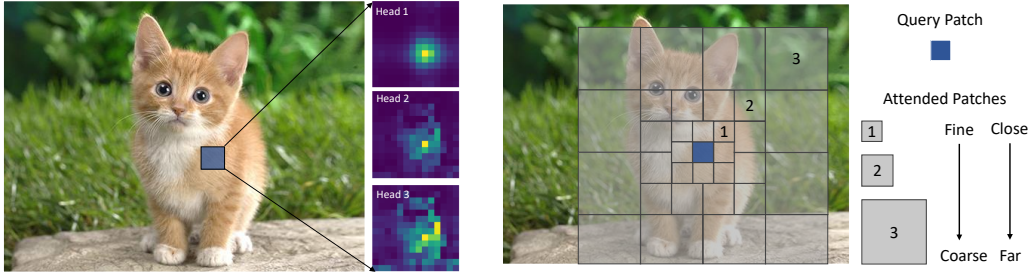 Head 1
Head 2
Head 3
3
2
1
Query Patch
Attended Patches
1 Fine Close
2
3
Coarse Far